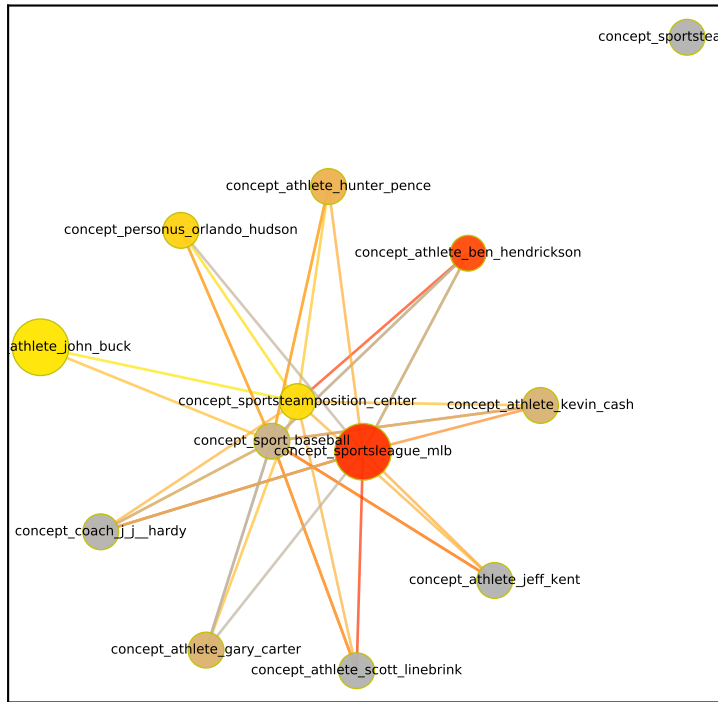 concept_sportstea
concept_athlete_hunter_pence
concept_personus_orlando_hudson
concept_athlete_ben_hendrickson
athlete_john_buck
concept_sportsteamposition_center
concept_athlete_kevin_cash
concept_sport_baseball
concept_sportsleague_mlb
concept_coach_j_j__hardy
concept_athlete_jeff_kent
concept_athlete_gary_carter
concept_athlete_scott_linebrink